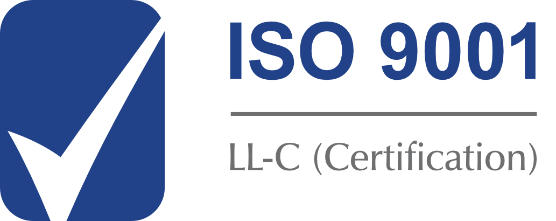 ISO 9001
LL-C (Certification)